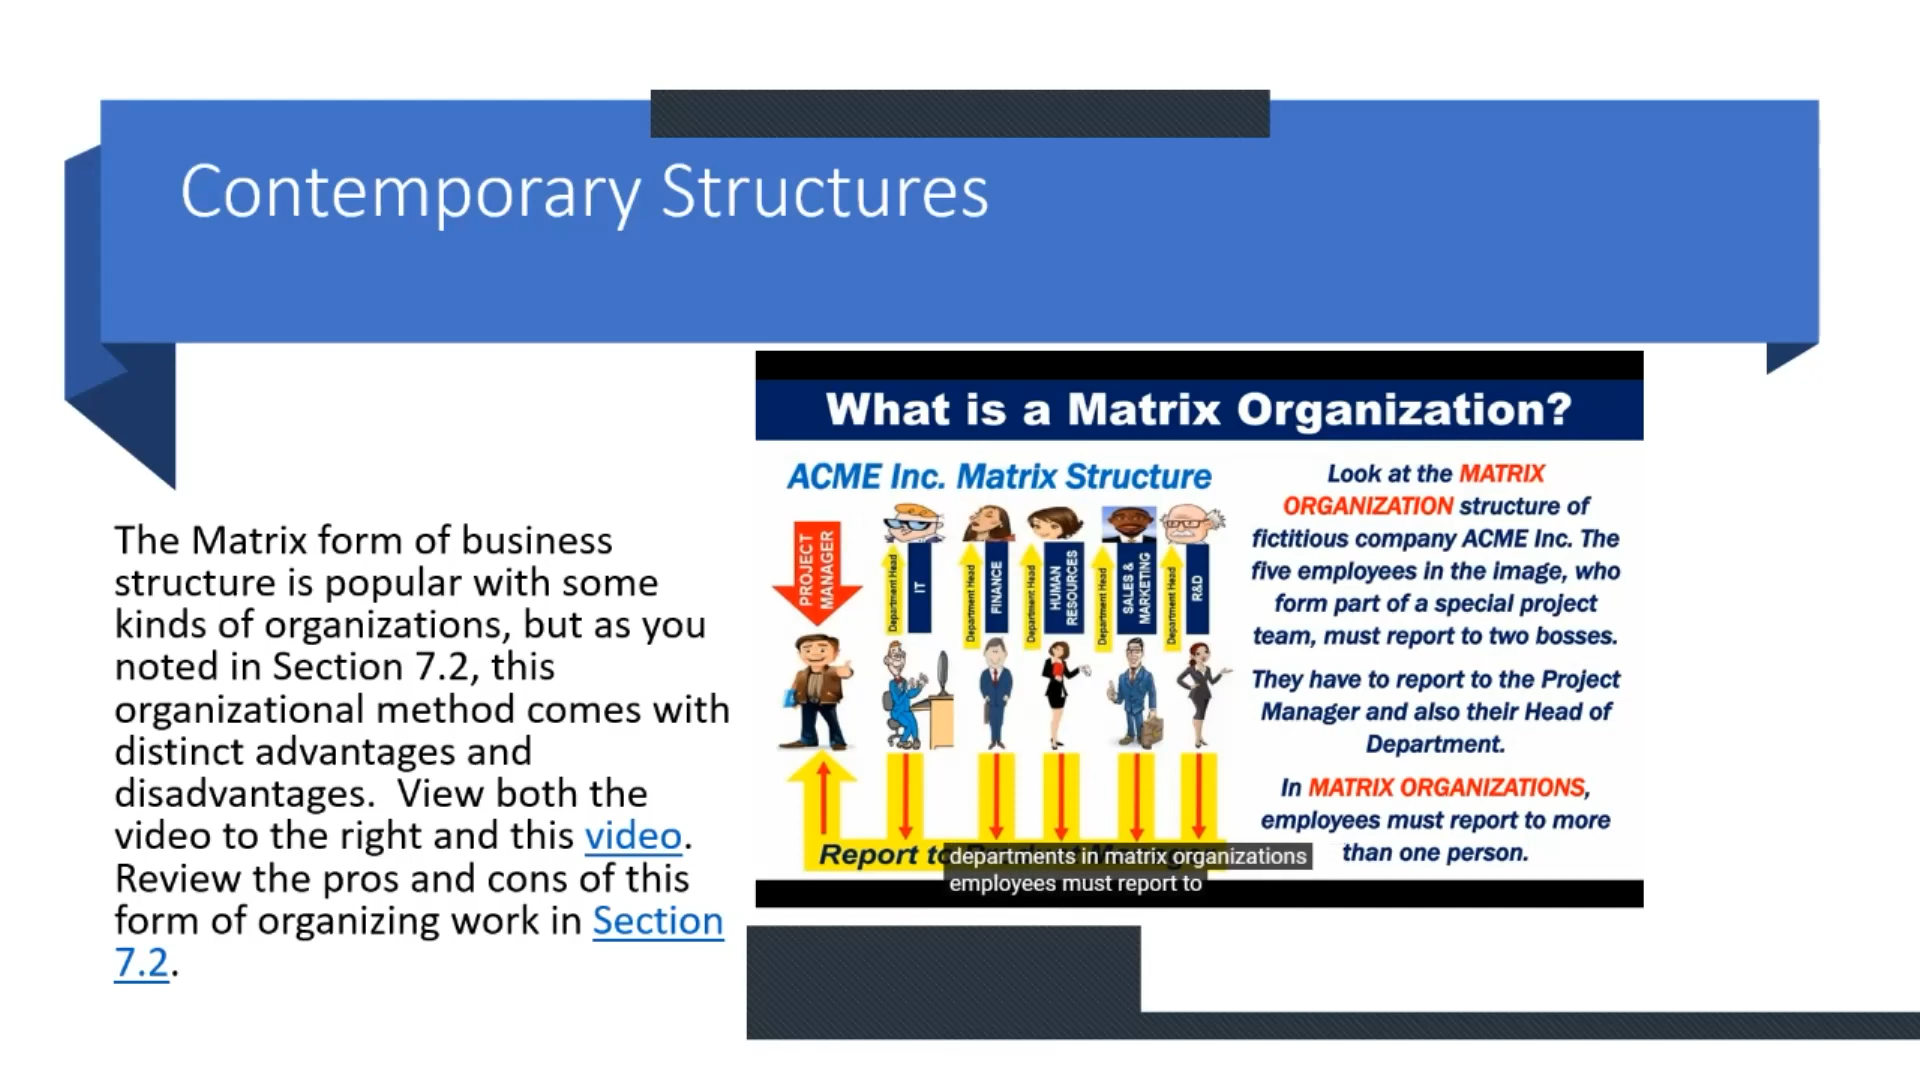 Contemporary Structures
The Matrix form of business
structure is popular with some
kinds of organizations, but as you
noted in Section 7.2, this
organizational method comes with
distinct advantages and
disadvantages.  View both the
video to the right and this video.
Review the pros and cons of this
form of organizing work in Section
7.2.
What is a Matrix Organization?
ACME Inc. Matrix Structure
PROJECT
MANAGER
Department Head
IT
Department Head
FINANCE
Department Head
HUMAN
RESOURCES
Department Head
SALES &
MARKETING
Department Head
R&D
Report to
departments in matrix organizations
employees must report to
Look at the MATRIX
ORGANIZATION structure of
fictitious company ACME Inc. The
five employees in the image, who
form part of a special project
team, must report to two bosses.
They have to report to the Project
Manager and also their Head of
Department.
In MATRIX ORGANIZATIONS,
employees must report to more
than one person.